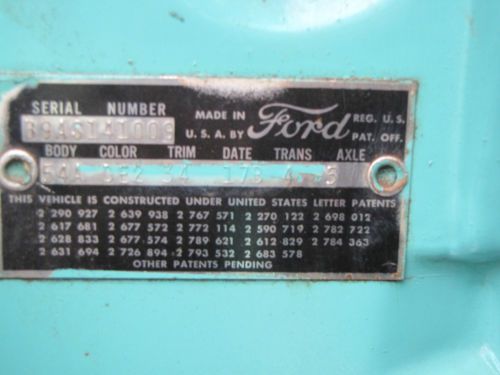 SERIAL NUMBER
MADE IN Ford REG. U.S.
U.S.A. BY PAT. OFF.
BODY COLOR TRIM DATE TRANS AXLE
54A 34 17B 4 5
THIS VEHICLE IS CONSTRUCTED UNDER UNITED STATES LETTER PATENTS
2 290 927 2 639 938 2 767 571 2 270 122 2 698 012
2 617 681 2 677 572 2 772 114 2 590 719 2 782 722
2 628 833 2 677 574 2 789 621 2 612 829 2 784 363
2 631 694 2 726 894 2 793 532 2 683 578
OTHER PATENTS PENDING